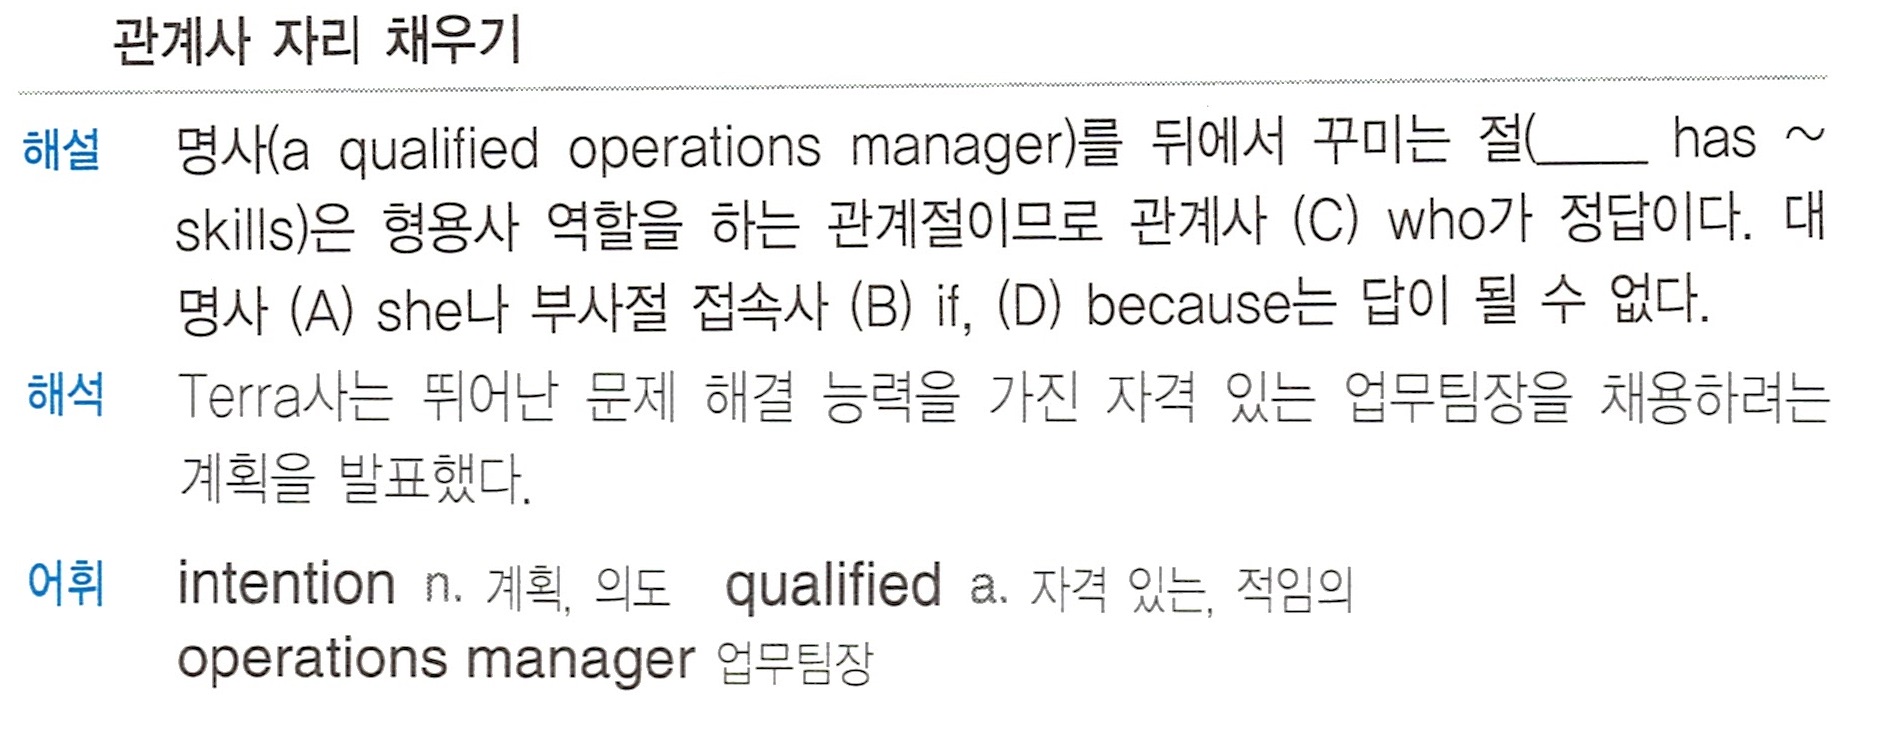 관계사 자리 채우기
해설 명사(a qualified operations manager)를 뒤에서 꾸미는 절(____ has ~
skills)은 형용사 역할을 하는 관계절이므로 관계사 (C) who가 정답이다. 대
명사 (A) she나 부사절 접속사 (B) if, (D) because는 답이 될 수 없다.
해석 Terra사는 뛰어난 문제 해결 능력을 가진 자격 있는 업무팀장을 채용하려는
계획을 발표했다.
어휘 intention n. 계획, 의도 qualified a. 자격 있는, 적임의
operations manager 업무팀장